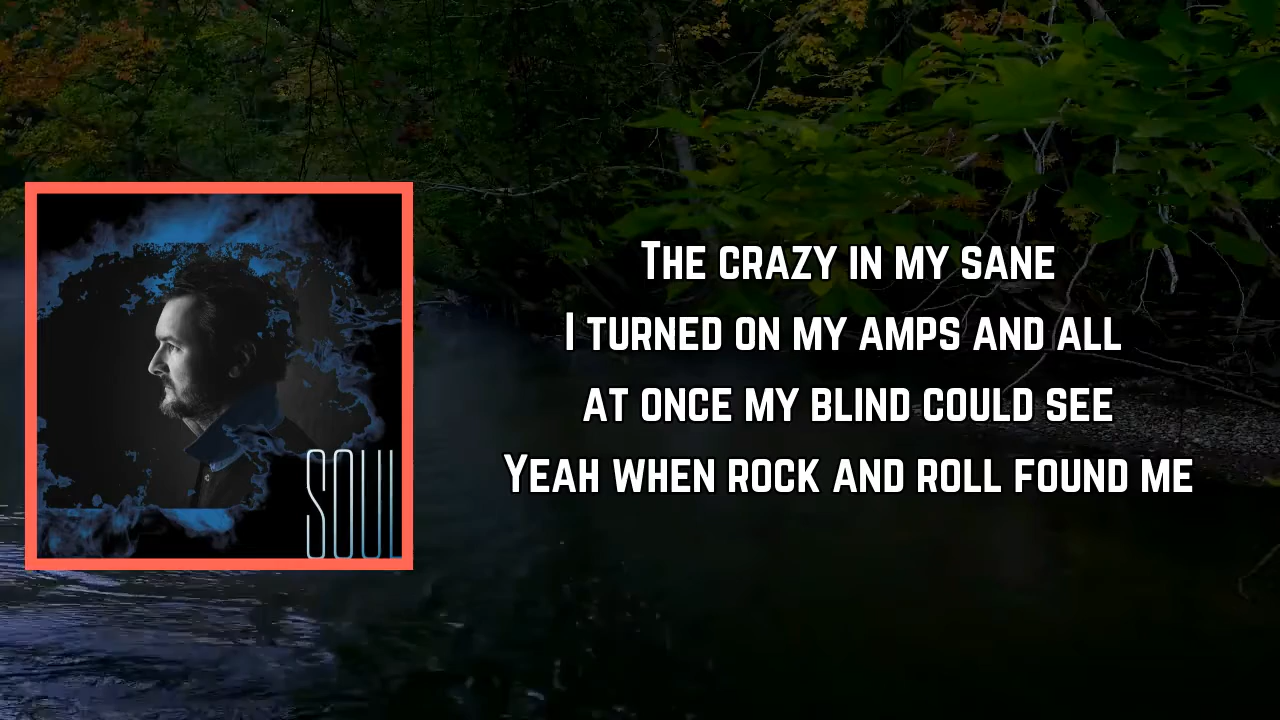 SOUL
The crazy in my sane
I turned on my amps and all
at once my blind could see
Yeah when rock and roll found me